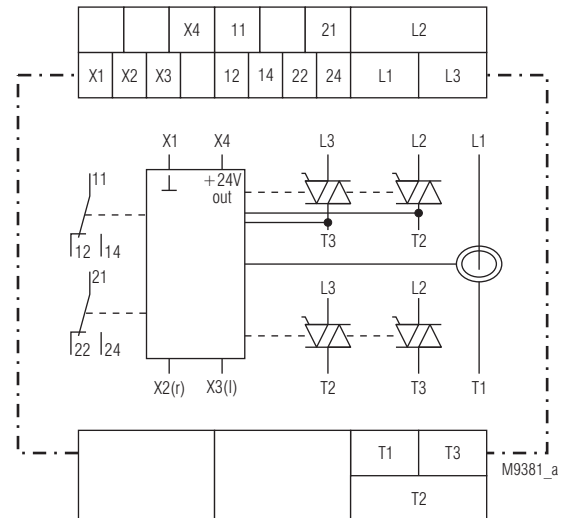 X4 11 21 L2
X1 X2 X3 12 14 22 24 L1 L3
X1 X4 L3 L2 L1
+24V
out
11
12 14
T3 T2
21
L3 L2
22 24
X2(r) X3(l) T2 T3 T1
T1 T3
M9381_a
T2